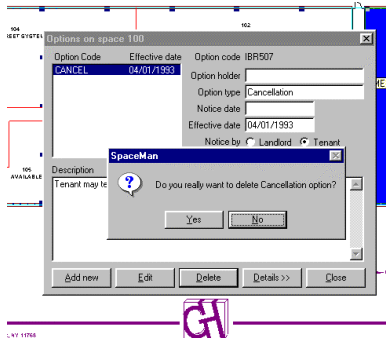 104
102
Options on space 100
Option Code Effective date Option code IBR507
CANCEL 04/01/1993
Option holder
Option type Cancellation
Notice date
Effective date 04/01/1993
Notice by Landlord Tenant
105
AVAILABLE
Description
Tenant may te
SpaceMan
Do you really want to delete Cancellation option?
Yes No
Add new Edit Delete Details >> Close
GH
, NY 11768